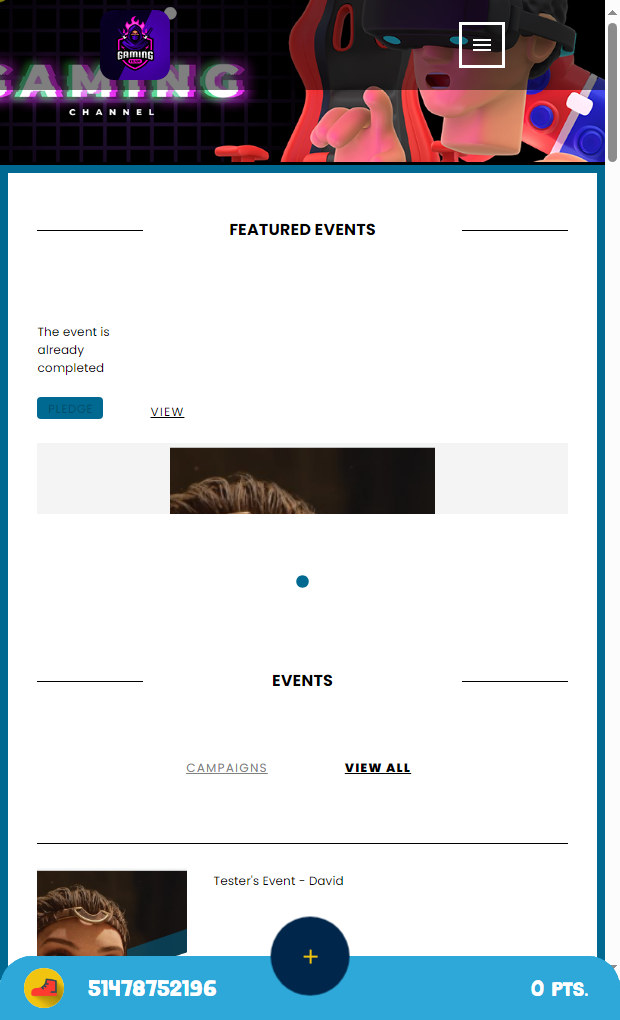 GAMING
GAMING
CHANNEL
FEATURED EVENTS
The event is
already
completed
PLEDGE
VIEW
EVENTS
CAMPAIGNS
VIEW ALL
Tester's Event - David
+
51478752196
0 PTS.